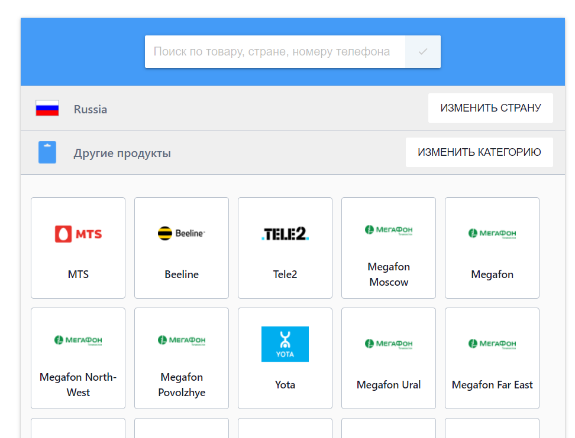 Поиск по товару, стране, номеру телефона
Russia
ИЗМЕНИТЬ СТРАНУ
Другие продукты
ИЗМЕНИТЬ КАТЕГОРИЮ
MTS
Beeline
TELE2
МегаФон
МегаФон
MTS
Beeline
Tele2
Megafon
Moscow
Megafon
МегаФон
МегаФон
YOTA
МегаФон
МегаФон
Megafon North-
West
Megafon
Povolzhye
Yota
Megafon Ural
Megafon Far East